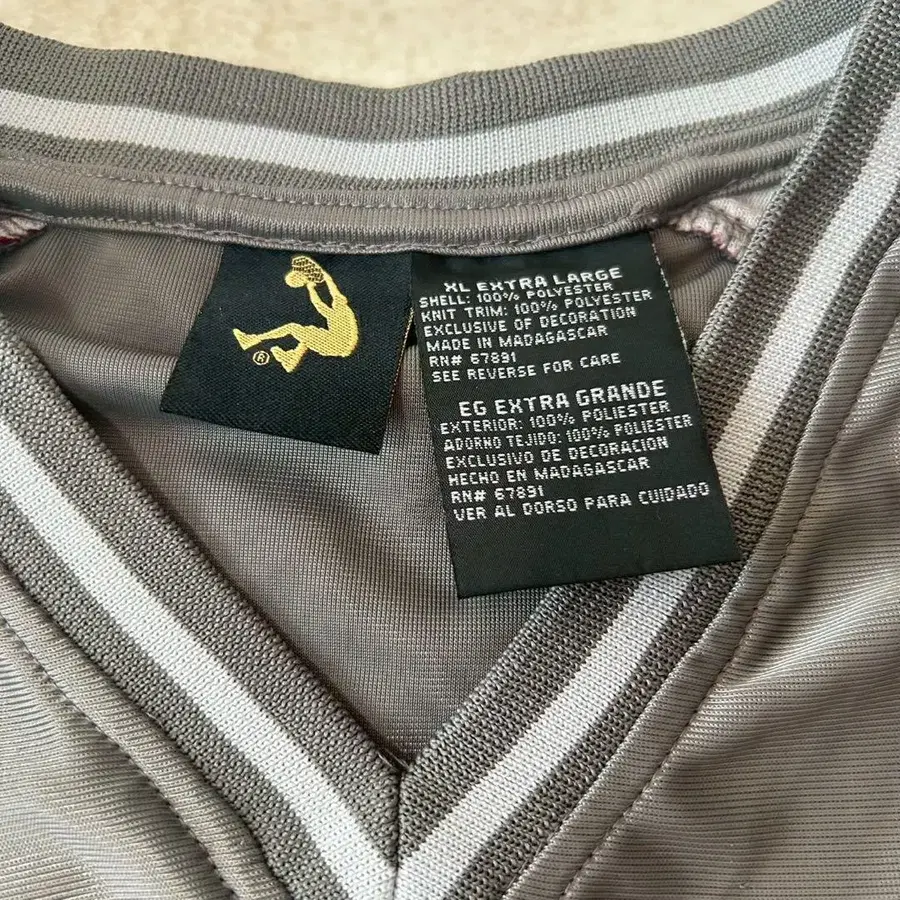 ®
XL EXTRA LARGE
SHELL: 100% POLYESTER
KNIT TRIM: 100% POLYESTER
EXCLUSIVE OF DECORATION
MADE IN MADAGASCAR
RN# 67891
SEE REVERSE FOR CARE
EG EXTRA GRANDE
EXTERIOR: 100% POLIESTER
ADORNO TEJIDO: 100% POLIESTER
EXCLUSIVO DE DECORACION
HECHO EN MADAGASCAR
RN# 67891
VER AL DORSO PARA CUIDADO